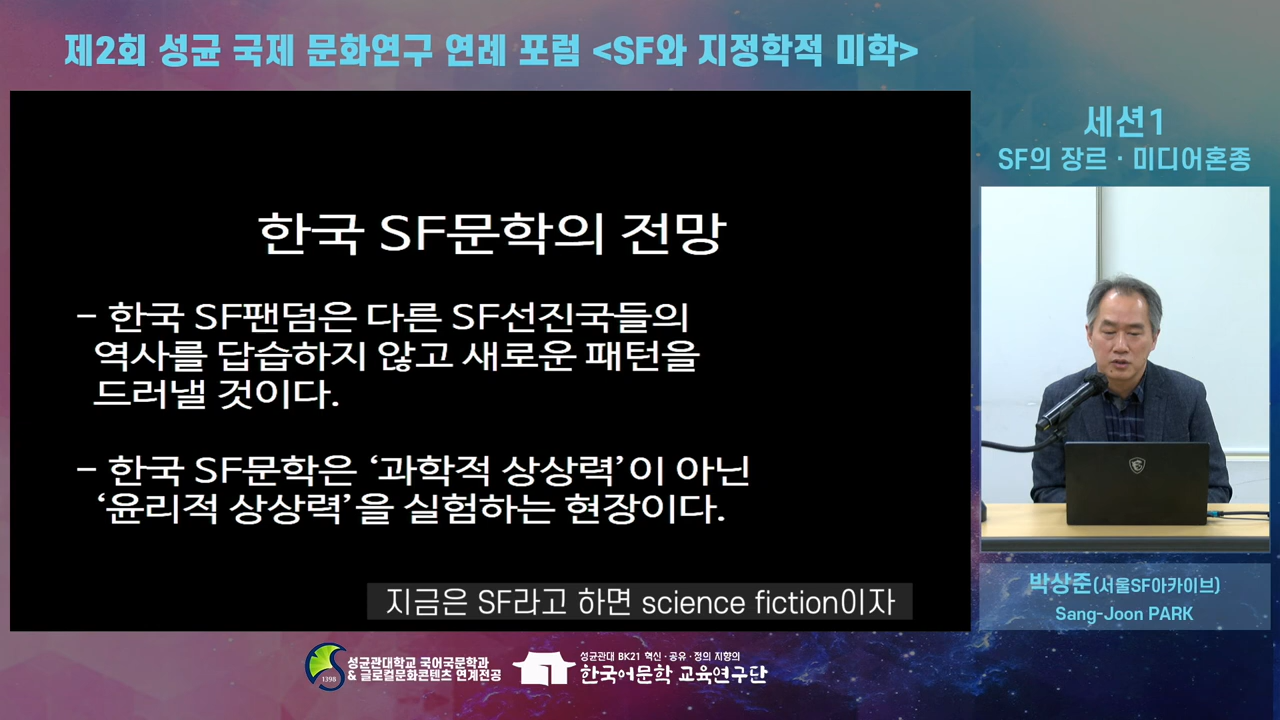 제2회 성균 국제 문화연구 연례 포럼 <SF와 지정학적 미학>
세션1
SF의 장르 · 미디어혼종
한국 SF문학의 전망
- 한국 SF팬덤은 다른 SF선진국들의
역사를 답습하지 않고 새로운 패턴을
드러낼 것이다.
- 한국 SF문학은 ‘과학적 상상력’이 아닌
‘윤리적 상상력’을 실험하는 현장이다.
지금은 SF라고 하면 science fiction이자
박상준(서울SF아카이브)
Sang-Joon PARK
1398
성균관대학교 국어국문학과
& 글로컬문화콘텐츠 연계전공
성균관대 BK21 혁신·공유·정의 지향의
한국어문학 교육연구단